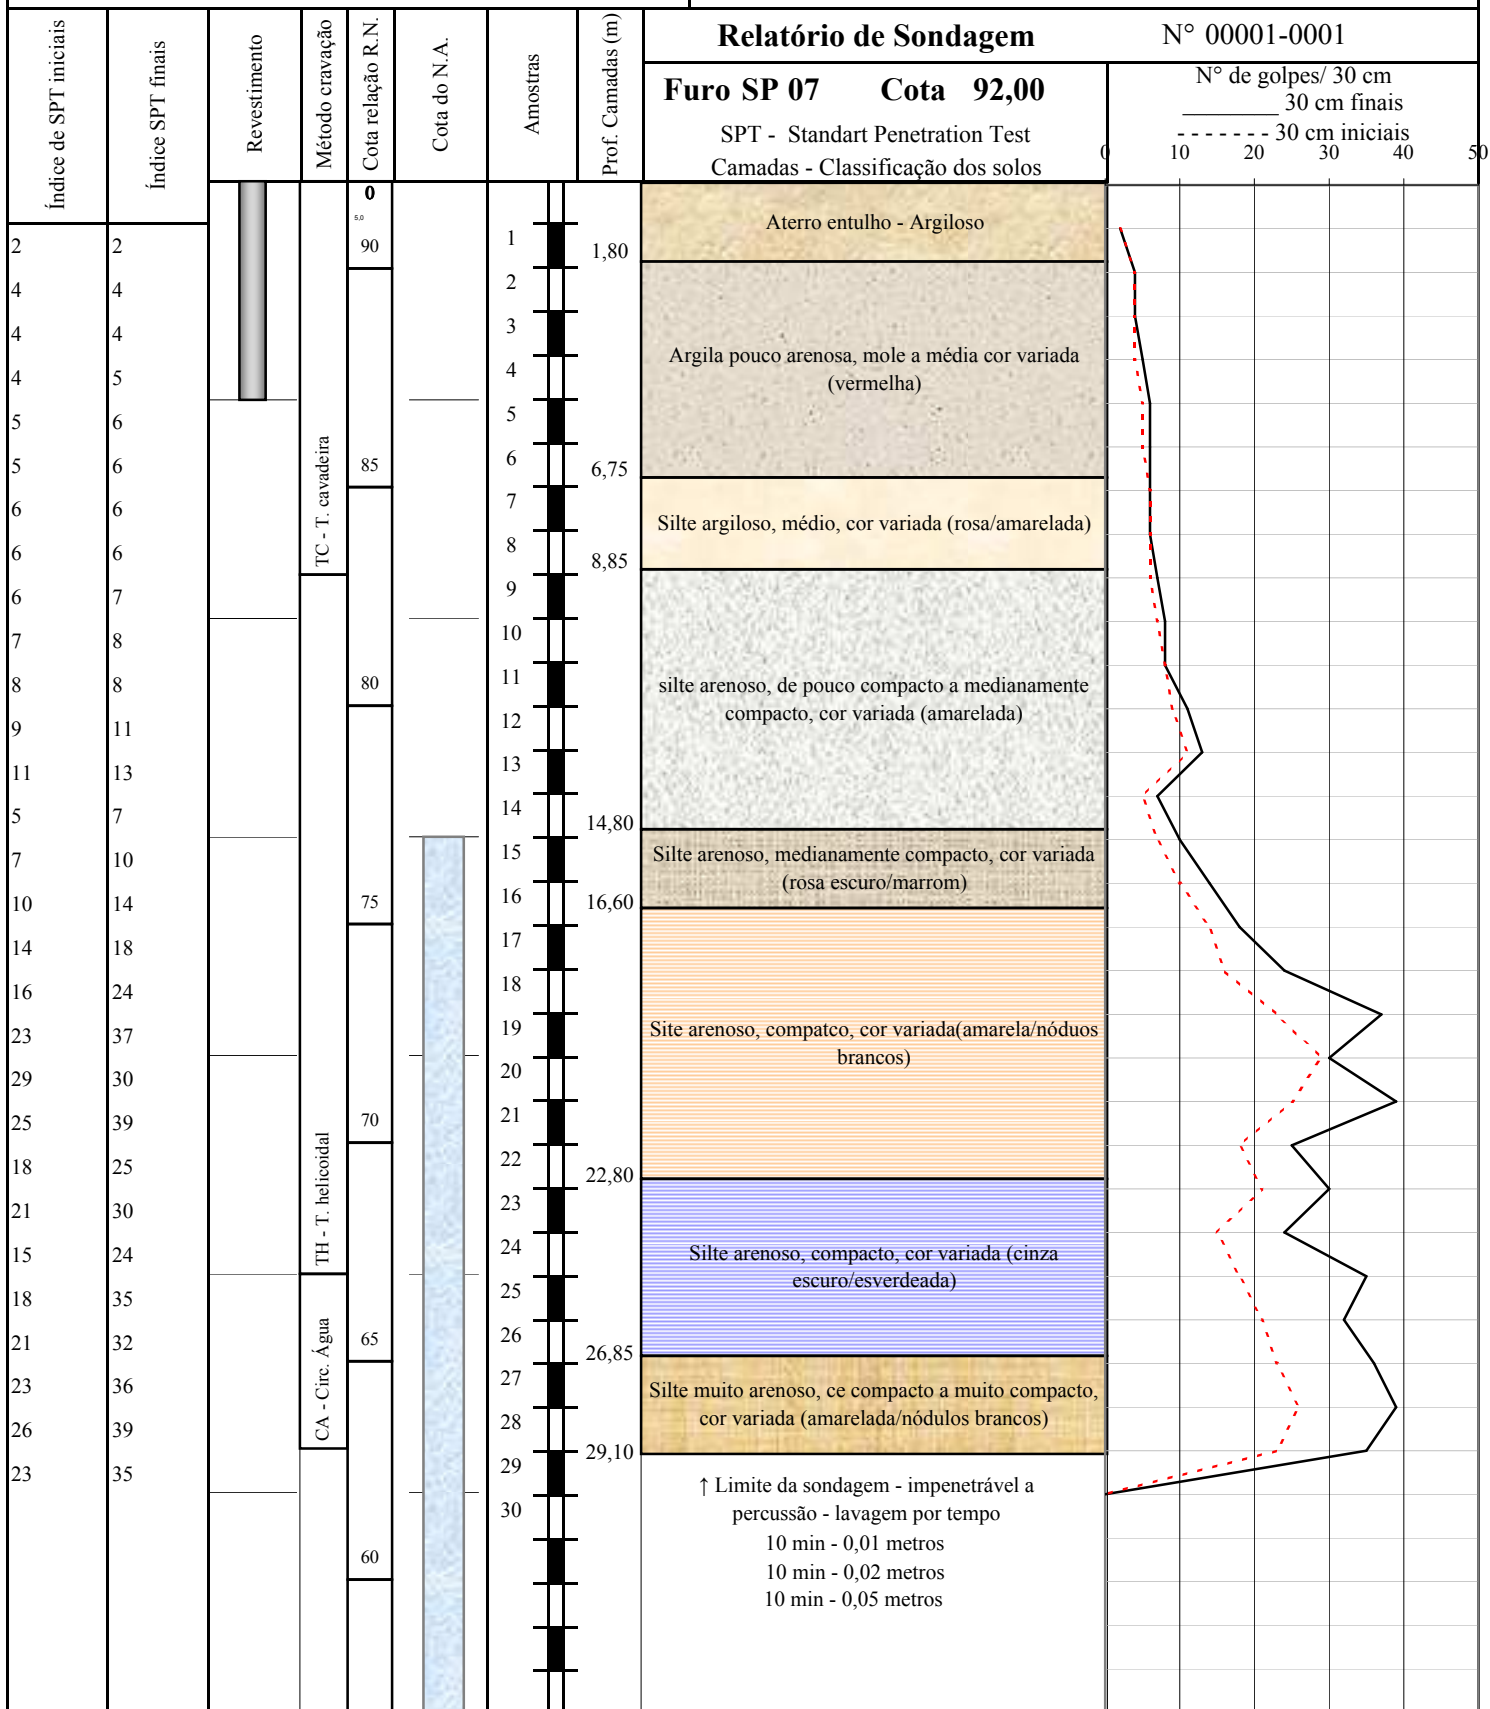 Índice de SPT iniciais
Índice SPT finais
Revestimento
Método cravação
Cota relação R.N.
Cota do N.A.
Amostras
Prof. Camadas (m)
Relatório de Sondagem N° 00001-0001
Furo SP 07 Cota 92,00
SPT - Standart Penetration Test
Camadas - Classificação dos solos
N° de golpes/ 30 cm
30 cm finais
30 cm iniciais
0 10 20 30 40 50
0
5,0
Aterro entulho - Argiloso
2 2 90 1 1,80
4 4 2
4 4 3
Argila pouco arenosa, mole a média cor variada
(vermelha)
4 5 4
5 6 5
5 6 85 6 6,75
TC - T. cavadeira
6 6 7
Silte argiloso, médio, cor variada (rosa/amarelada)
6 6 8 8,85
6 7 9
7 8 10
8 8 80 11
silte arenoso, de pouco compacto a medianamente
compacto, cor variada (amarelada)
9 11 12
11 13 13
5 7 14 14,80
7 10 15
Silte arenoso, medianamente compacto, cor variada
(rosa escuro/marrom)
10 14 75 16 16,60
14 18 17
16 24 18
23 37 19
Site arenoso, compatco, cor variada(amarela/nóduos
brancos)
29 30 20
25 39 70 21
18 25 22 22,80
TH - T. helicoidal
21 30 23
15 24 24
Silte arenoso, compacto, cor variada (cinza
escuro/esverdeada)
18 35 25
21 32 65 26 26,85
CA - Circ. Água
23 36 27
Silte muito arenoso, ce compacto a muito compacto,
cor variada (amarelada/nódulos brancos)
26 39 28
23 35 29 29,10
30
↑ Limite da sondagem - impenetrável a
percussão - lavagem por tempo
10 min - 0,01 metros
60
10 min - 0,02 metros
10 min - 0,05 metros